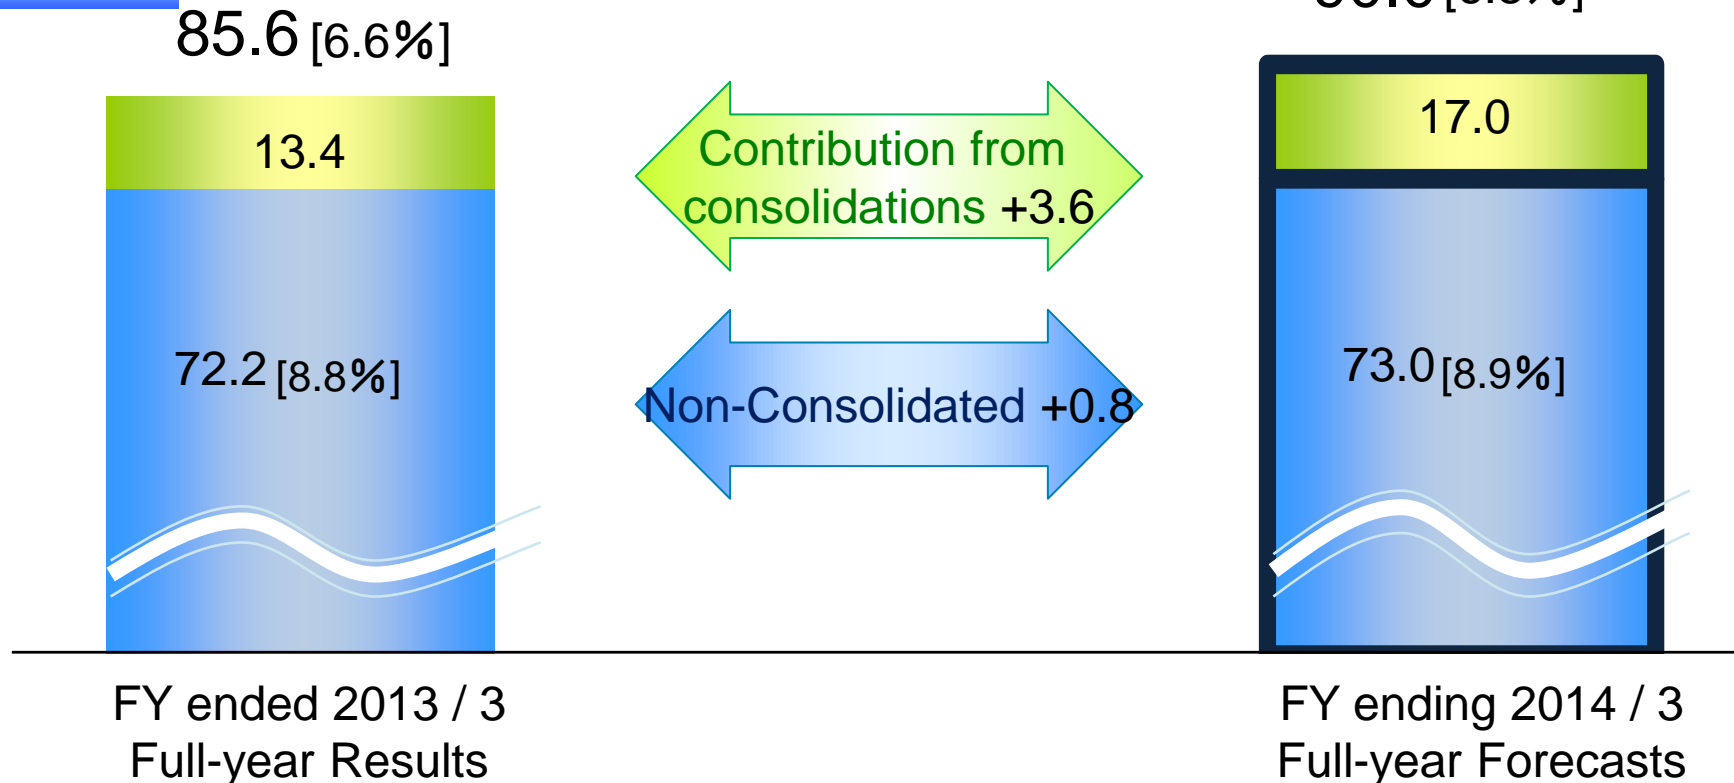 85.6 [6.6%]
13.4
72.2 [8.8%]
Contribution from
consolidations +3.6
Non-Consolidated +0.8
17.0
73.0 [8.9%]
FY ended 2013 / 3
Full-year Results
FY ending 2014 / 3
Full-year Forecasts